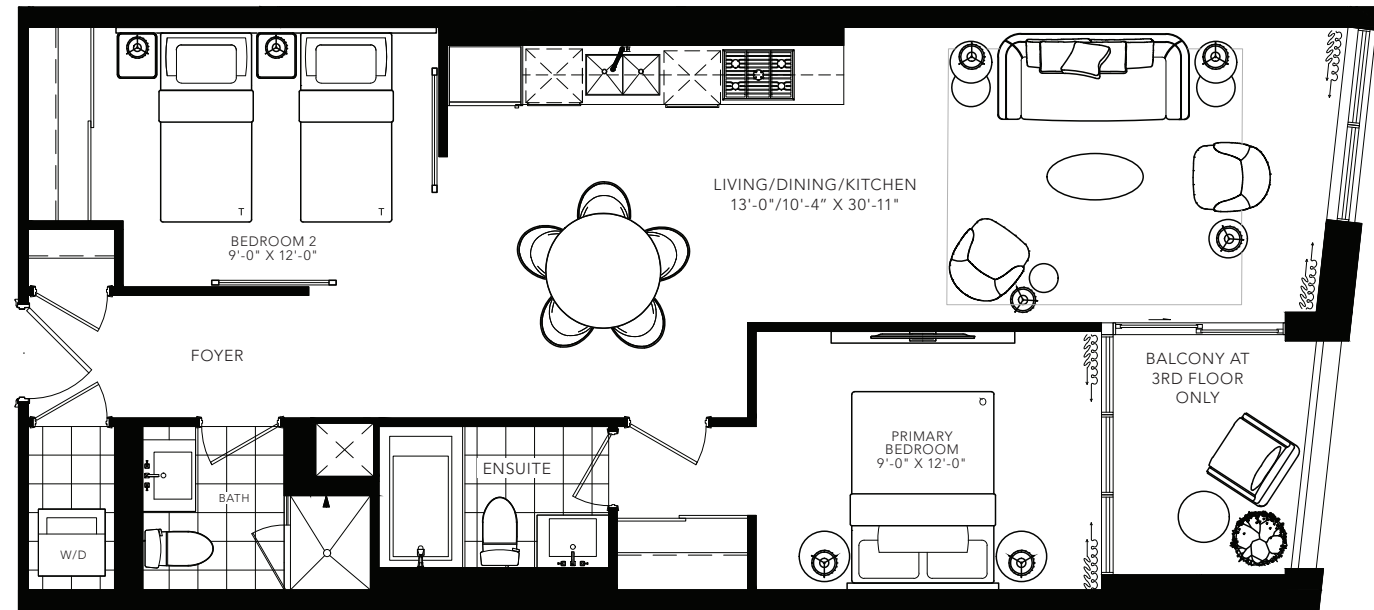 LIVING/DINING/KITCHEN
13'-0"/10'-4" X 30'-11"
T
T
BEDROOM 2
9'-0" X 12'-0"
FOYER
BALCONY AT
3RD FLOOR
ONLY
PRIMARY
BEDROOM
9'-0" X 12'-0"
ENSUITE
BATH
W/D